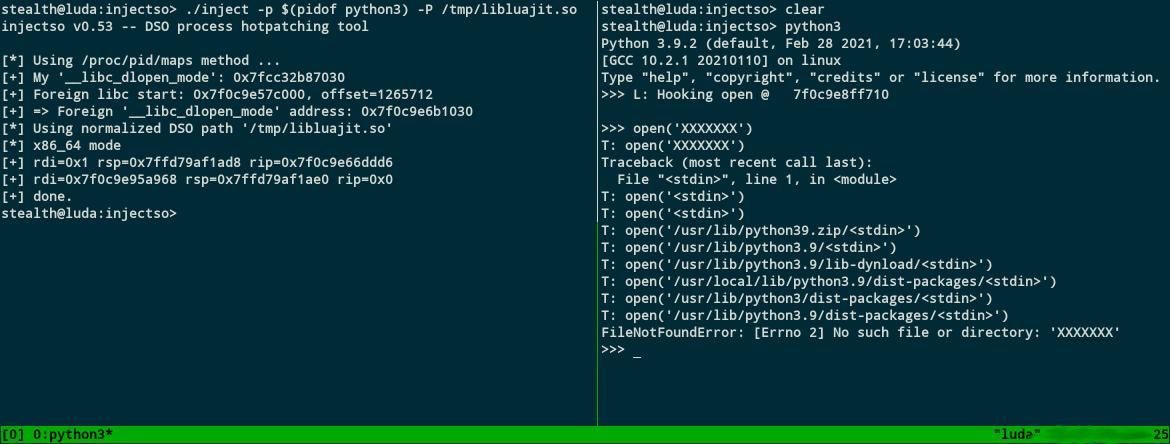 stealth@luda:injectso> ./inject -p $(pidof python3) -P /tmp/libluajit.so
injectso v0.53 -- DSO process hotpatching tool
[*] Using /proc/pid/maps method ...
[+] My '__libc_dlopen_mode': 0x7fcc32b87030
[+] Foreign libc start: 0x7f0c9e57c000, offset=1265712
[+] => Foreign '__libc_dlopen_mode' address: 0x7f0c9e6b1030
[*] Using normalized DSO path '/tmp/libluajit.so'
[*] x86_64 mode
[+] rdi=0x1 rsp=0x7ffd79af1ad8 rip=0x7f0c9e66ddd6
[+] rdi=0x7f0c9e95a968 rsp=0x7ffd79af1ae0 rip=0x0
[+] done.
stealth@luda:injectso>
stealth@luda:injectso> clear
stealth@luda:injectso> python3
Python 3.9.2 (default, Feb 28 2021, 17:03:44)
[GCC 10.2.1 20210110] on linux
Type "help", "copyright", "credits" or "license" for more information.
>>> L: Hooking open @   7f0c9e8ff710
>>> open('XXXXXXX')
T: open('XXXXXXX')
Traceback (most recent call last):
  File "<stdin>", line 1, in <module>
T: open('<stdin>')
T: open('<stdin>')
T: open('/usr/lib/python39.zip/<stdin>')
T: open('/usr/lib/python3.9/<stdin>')
T: open('/usr/lib/python3.9/lib-dynload/<stdin>')
T: open('/usr/local/lib/python3.9/dist-packages/<stdin>')
T: open('/usr/lib/python3/dist-packages/<stdin>')
T: open('/usr/lib/python3.9/dist-packages/<stdin>')
FileNotFoundError: [Errno 2] No such file or directory: 'XXXXXXX'
>>> _
[0] 0:python3* "luda" 25